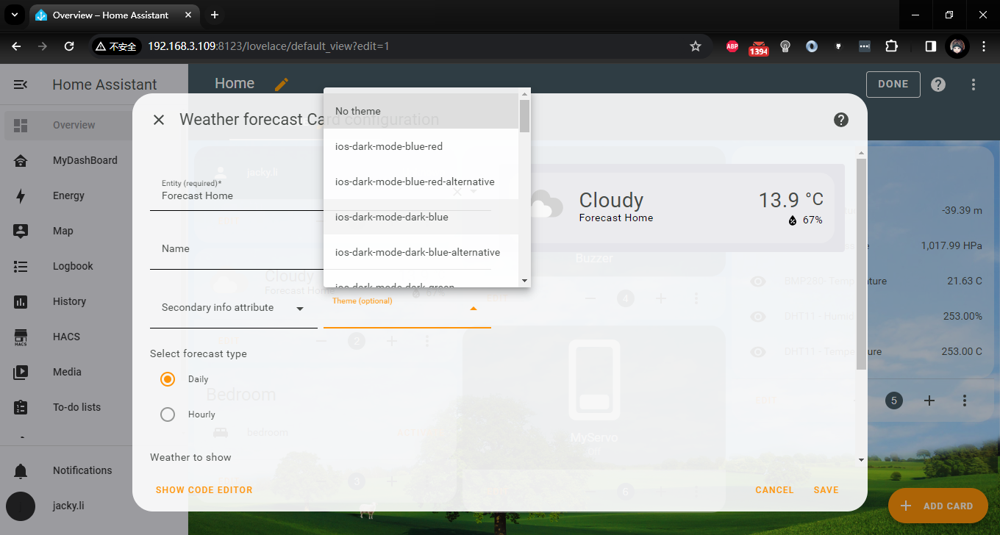 Overview – Home Assistant
不安全
192.168.3.109:8123/lovelace/default_view?edit=1
ABP
1394
Home Assistant
Home
DONE
Overview
MyDashBoard
Energy
Map
Logbook
History
HACS
HACS
Media
To-do lists
Notifications
jacky.li
Weather forecast Card configuration
jacky.li
Entity (required)*
Forecast Home
Name
Cloudy
Forecast Home
67%
Secondary info attribute
Theme (optional)
No theme
ios-dark-mode-blue-red
ios-dark-mode-blue-red-alternative
ios-dark-mode-dark-blue
ios-dark-mode-dark-blue-alternative
ios-dark-mode-dark-green
Select forecast type
Daily
Hourly
2
Bedroom
bedroom
Weather to show
3
SHOW CODE EDITOR
Cloudy
Forecast Home
13.9 °C
67%
Buzzer
EDIT
4
MyServo
6
CANCEL
SAVE
-39.39 m
1,017.99 HPa
BMP280- Temperature
21.63 C
253.00%
DHT11 - Temperature
253.00 C
EDIT
5
ADD CARD